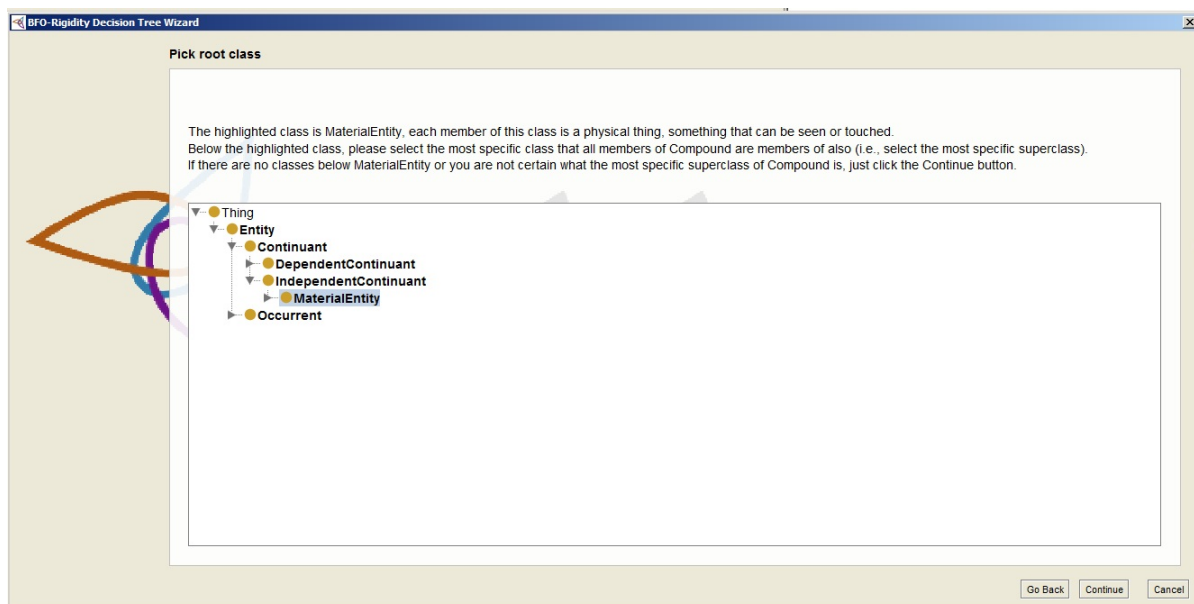 BFO-Rigidity Decision Tree Wizard
Pick root class
The highlighted class is MaterialEntity, each member of this class is a physical thing, something that can be seen or touched.
Below the highlighted class, please select the most specific class that all members of Compound are members of also (i.e., select the most specific superclass).
If there are no classes below MaterialEntity or you are not certain what the most specific superclass of Compound is, just click the Continue button.
Thing
Entity
Continuant
DependentContinuant
IndependentContinuant
MaterialEntity
Occurrent
Go Back Continue Cancel